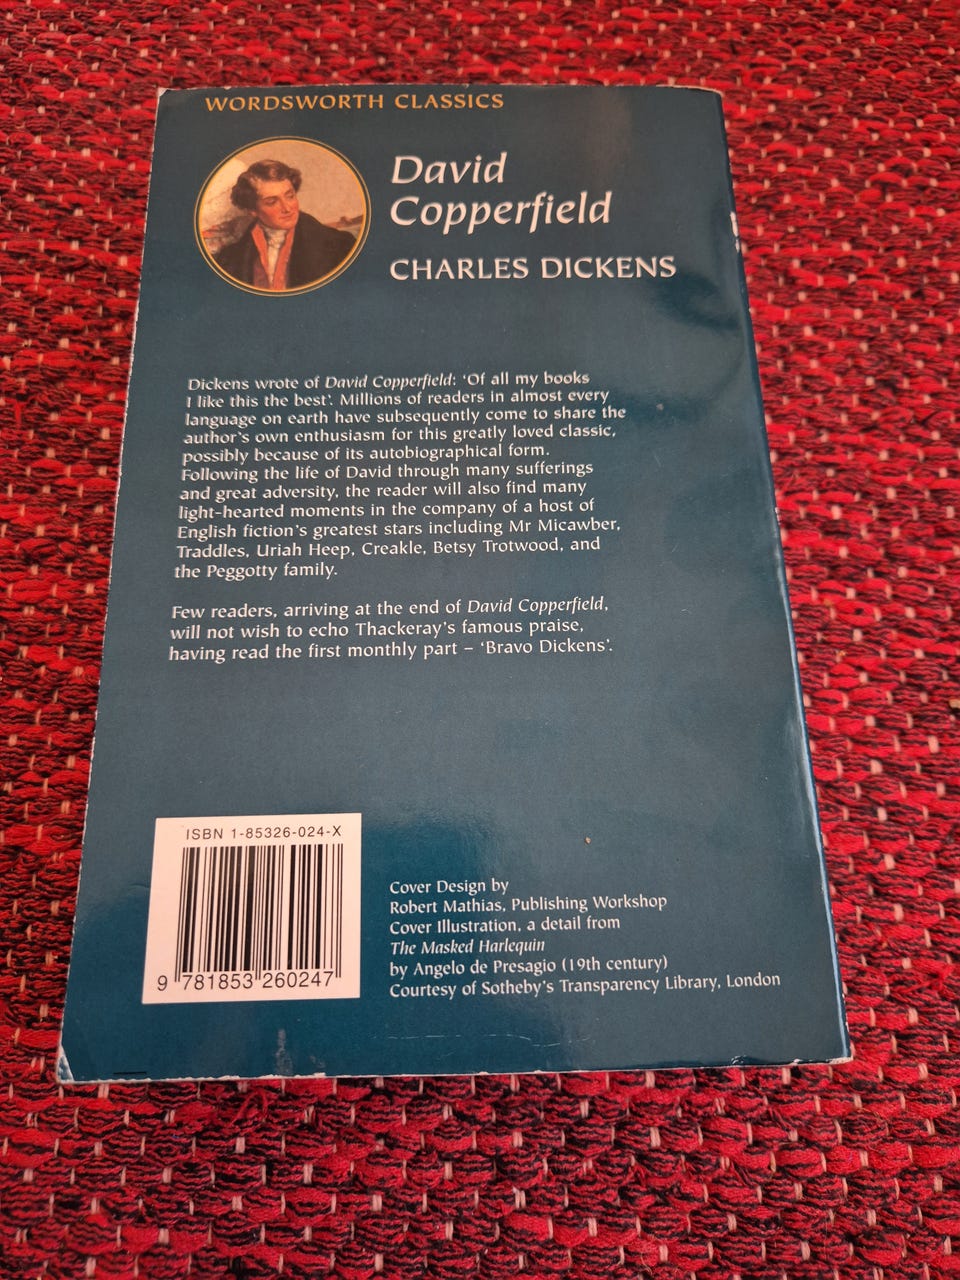 WORDSWORTH CLASSICS
David
Copperfield
CHARLES DICKENS
Dickens wrote of David Copperfield: 'Of all my books
I like this the best'. Millions of readers in almost every
language on earth have subsequently come to share the
author's own enthusiasm for this greatly loved classic,
possibly because of its autobiographical form.
Following the life of David through many sufferings
and great adversity, the reader will also find many
light-hearted moments in the company of a host of
English fiction's greatest stars including Mr Micawber,
Traddles, Uriah Heep, Creakle, Betsy Trotwood, and
the Peggotty family.
Few readers, arriving at the end of David Copperfield,
will not wish to echo Thackeray's famous praise,
having read the first monthly part – 'Bravo Dickens'.
ISBN 1-85326-024-X
9 781853 260247
Cover Design by
Robert Mathias, Publishing Workshop
Cover Illustration, a detail from
The Masked Harlequin
by Angelo de Presagio (19th century)
Courtesy of Sotheby's Transparency Library, London